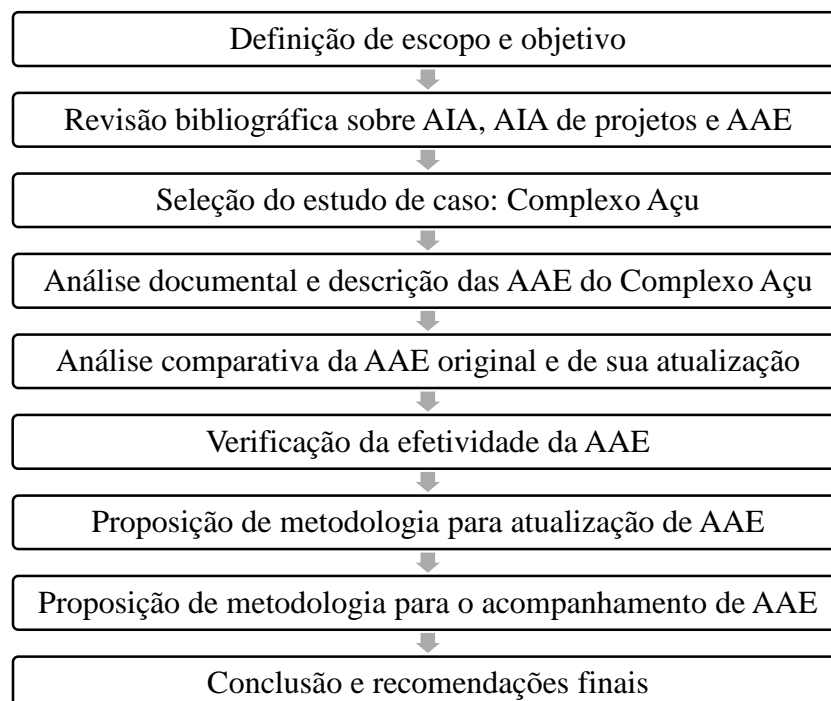 Definição de escopo e objetivo
Revisão bibliográfica sobre AIA, AIA de projetos e AAE
Seleção do estudo de caso: Complexo Açu
Análise documental e descrição das AAE do Complexo Açu
Análise comparativa da AAE original e de sua atualização
Verificação da efetividade da AAE
Proposição de metodologia para atualização de AAE
Proposição de metodologia para o acompanhamento de AAE
Conclusão e recomendações finais